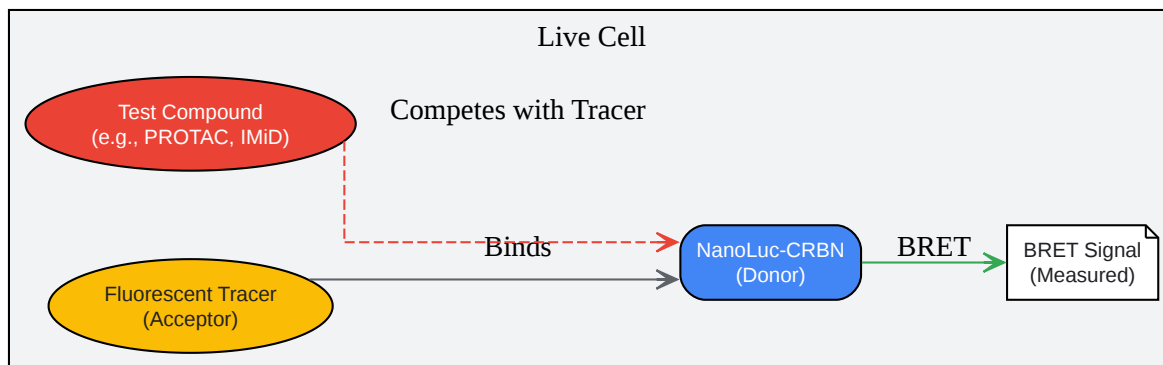 Live Cell
Test Compound
(e.g., PROTAC, IMiD)
Competes with Tracer
Binds
NanoLuc-CRBN
(Donor)
BRET
BRET Signal
(Measured)
Fluorescent Tracer
(Acceptor)